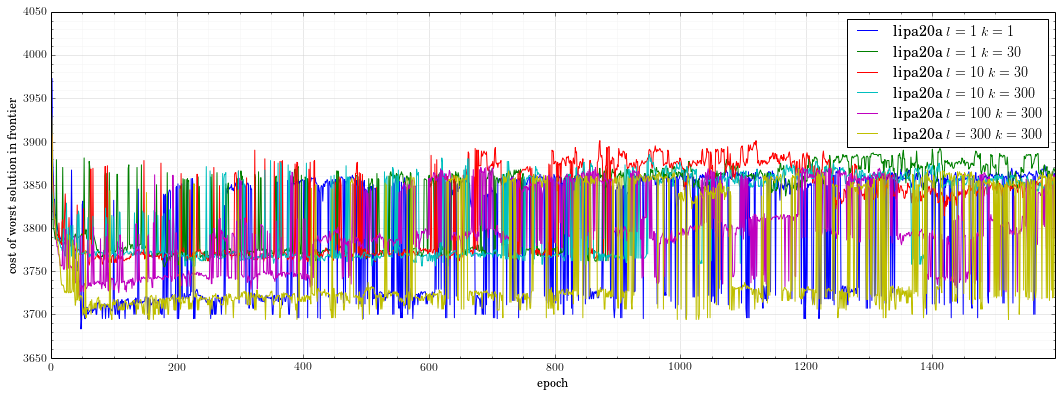 4050
4000
3950
3900
3850
3800
3750
3700
3650
cost of worst solution in frontier
lipa20a l = 1 k = 1
lipa20a l = 1 k = 30
lipa20a l = 10 k = 30
lipa20a l = 10 k = 300
lipa20a l = 100 k = 300
lipa20a l = 300 k = 300
0 200 400 600 800 1000 1200 1400
epoch